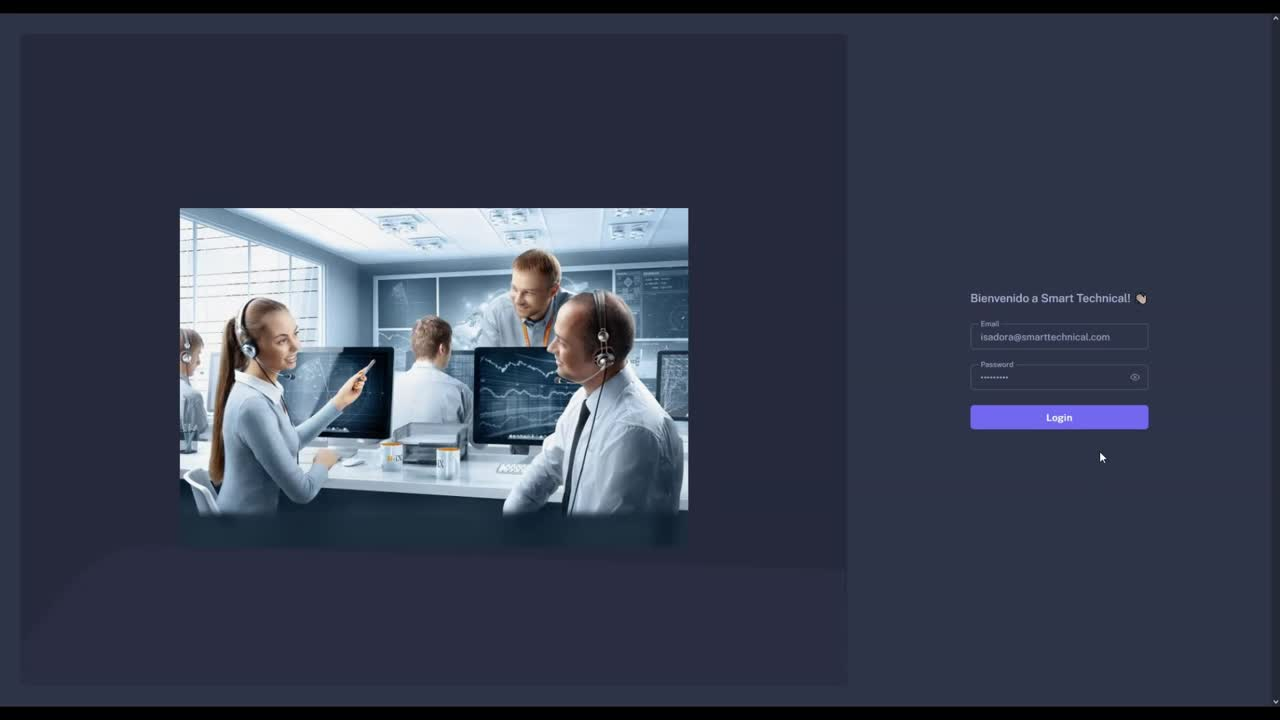 Bienvenido a Smart Technical! 👋🏼
Email
isadora@smarttechnical.com
Password
•••••••••
Login